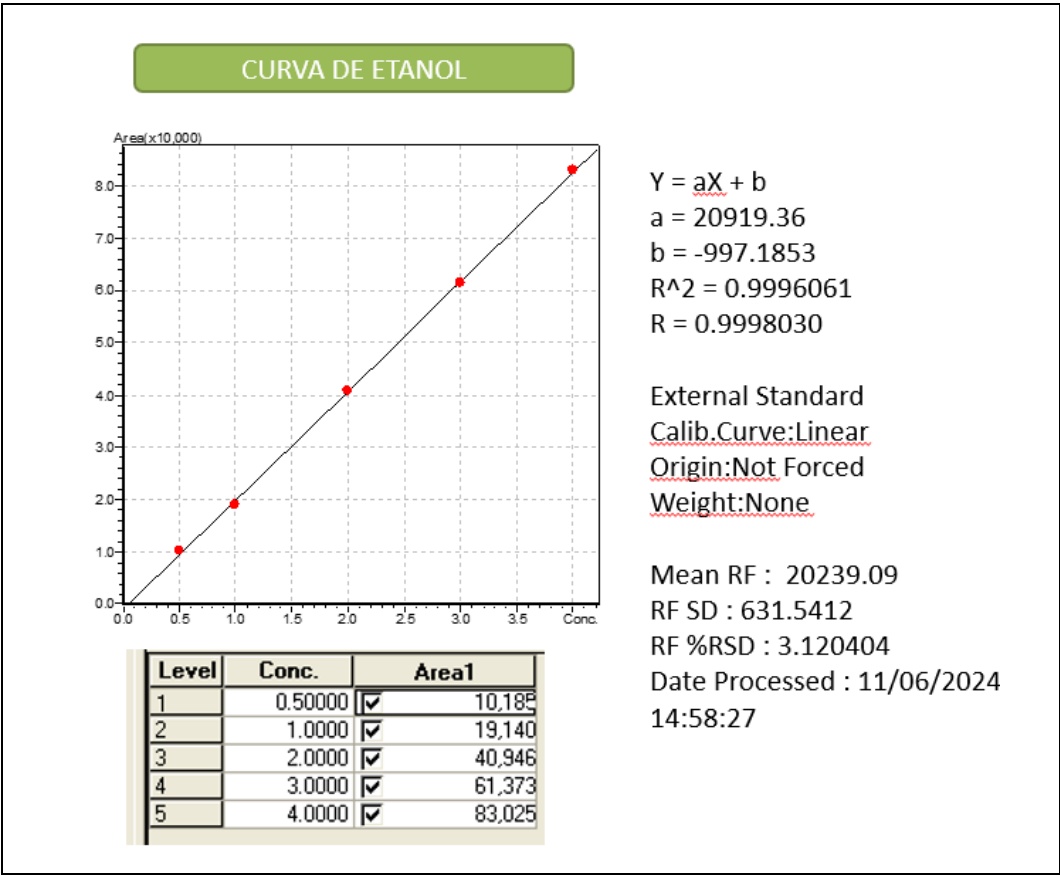 CURVA DE ETANOL
Area(x10,000)
8.0
7.0
6.0
5.0
4.0
3.0
2.0
1.0
0.0
0.0 0.5 1.0 1.5 2.0 2.5 3.0 3.5 Conc.
Y = aX + b
a = 20919.36
b = -997.1853
R^2 = 0.9996061
R = 0.9998030
External Standard
Calib.Curve:Linear
Origin:Not Forced
Weight:None
Mean RF : 20239.09
RF SD : 631.5412
RF %RSD : 3.120404
Date Processed : 11/06/2024
14:58:27
Level Conc. Area1
1 0.50000 10,185
2 1.0000 19,140
3 2.0000 40,946
4 3.0000 61,373
5 4.0000 83,025